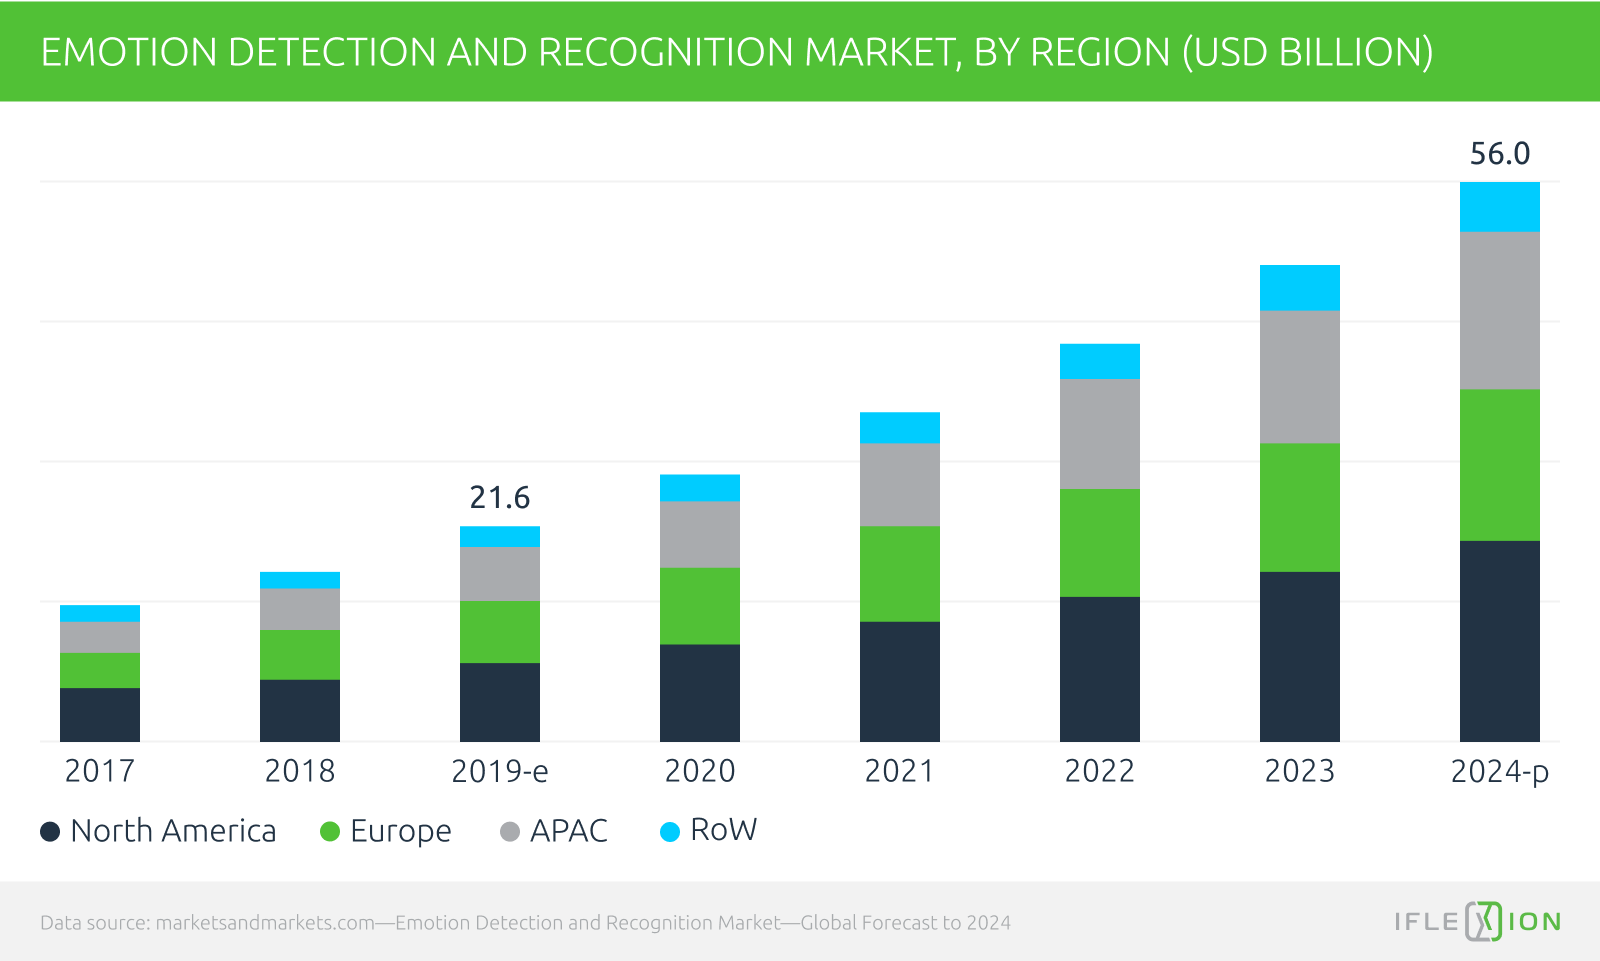 EMOTION DETECTION AND RECOGNITION MARKET, BY REGION (USD BILLION)
56.0
21.6
2017 2018 2019-e 2020 2021 2022 2023 2024-p
North America Europe APAC RoW
Data source: marketsandmarkets.com—Emotion Detection and Recognition Market—Global Forecast to 2024
IFLEXION